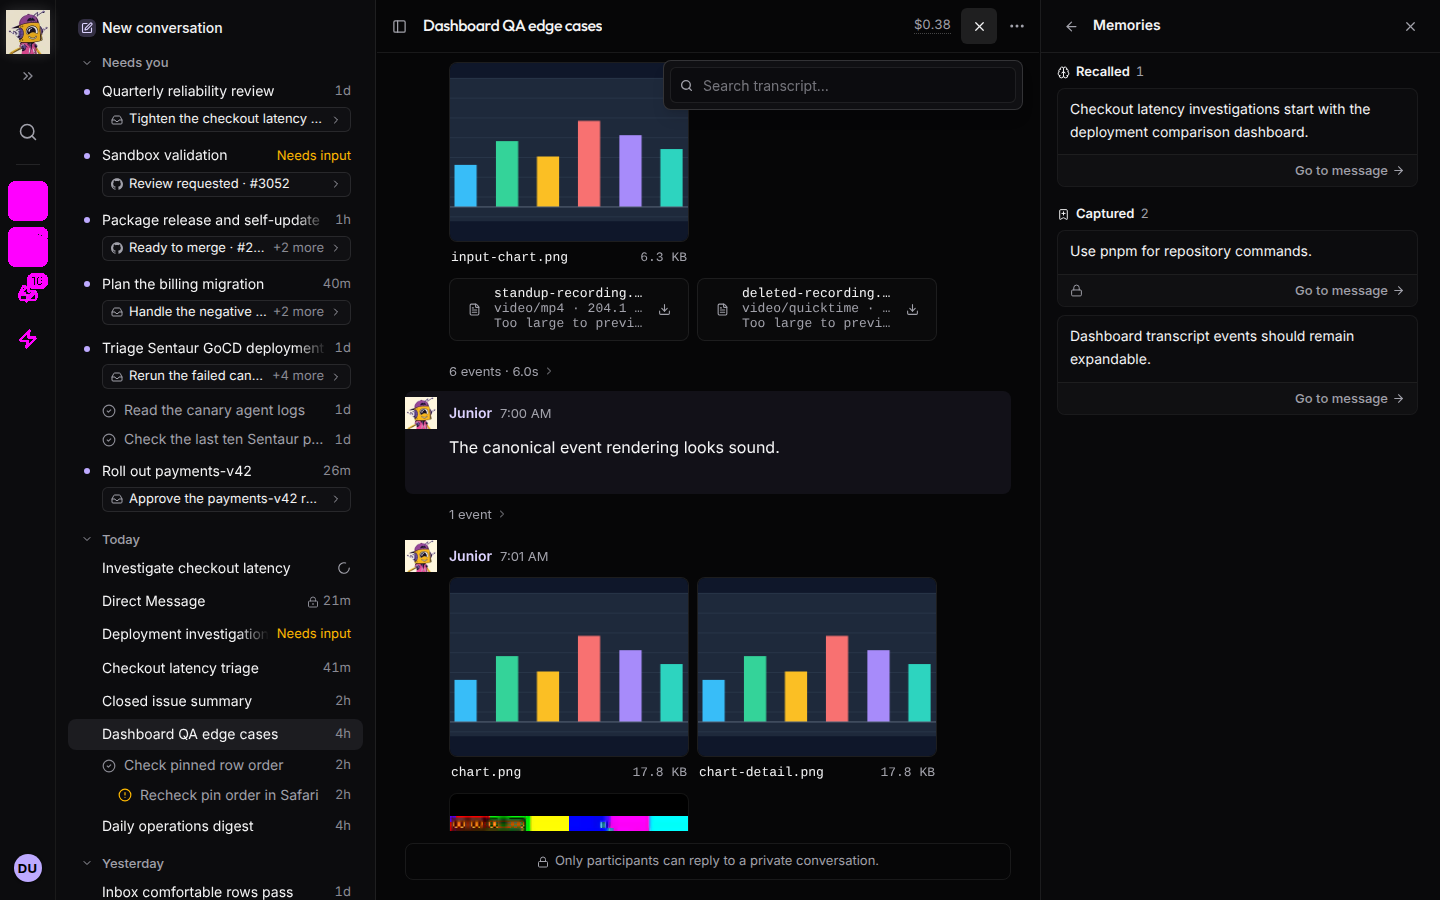 New conversation
Needs you
Quarterly reliability review 1d
Tighten the checkout latency ...
Sandbox validation Needs input
Review requested · #3052
Package release and self-update 1h
Ready to merge · #2... +2 more
Plan the billing migration 40m
Handle the negative ... +2 more
Triage Sentaur GoCD deployment 1d
Rerun the failed can... +4 more
Read the canary agent logs 1d
Check the last ten Sentaur p... 1d
Roll out payments-v42 26m
Approve the payments-v42 r...
Today
Investigate checkout latency
Direct Message 21m
Deployment investigation Needs input
Checkout latency triage 41m
Closed issue summary 2h
Dashboard QA edge cases 4h
Check pinned row order 2h
Recheck pin order in Safari 2h
Daily operations digest 4h
Yesterday
Inbox comfortable rows pass 1d
DU
Dashboard QA edge cases $0.38
Search transcript...
input-chart.png 6.3 KB
standup-recording.…
video/mp4 · 204.1 …
Too large to previ…
deleted-recording.…
video/quicktime · …
Too large to previ…
6 events · 6.0s
Junior 7:00 AM
The canonical event rendering looks sound.
1 event
Junior 7:01 AM
chart.png 17.8 KB
chart-detail.png 17.8 KB
Only participants can reply to a private conversation.
Memories
Recalled 1
Checkout latency investigations start with the
deployment comparison dashboard.
Go to message
Captured 2
Use pnpm for repository commands.
Go to message
Dashboard transcript events should remain
expandable.
Go to message